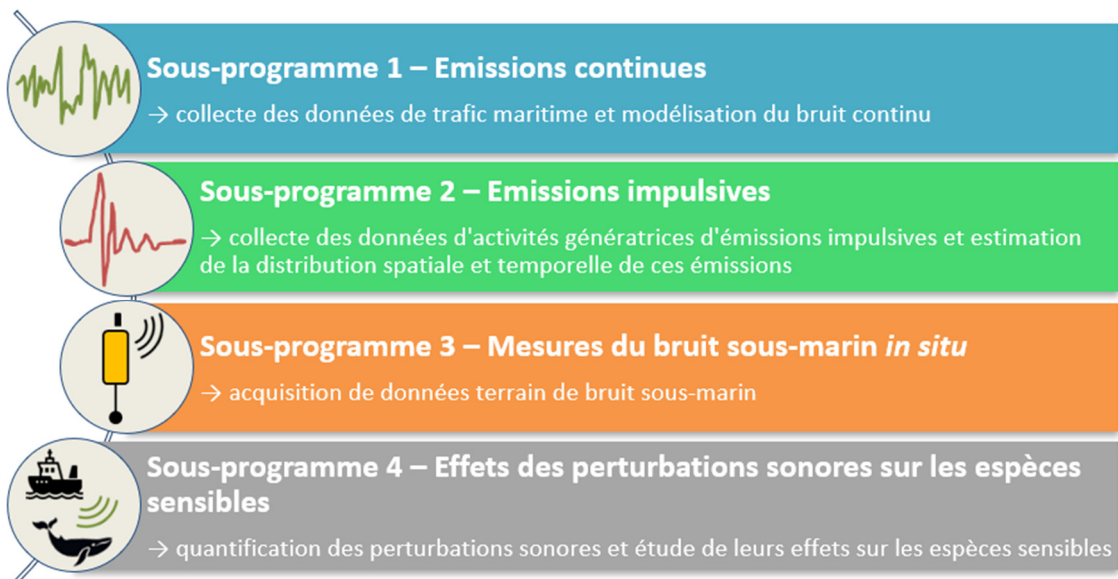 Sous-programme 1 – Emissions continues
→ collecte des données de trafic maritime et modélisation du bruit continu
Sous-programme 2 – Emissions impulsives
→ collecte des données d'activités génératrices d'émissions impulsives et estimation
de la distribution spatiale et temporelle de ces émissions
Sous-programme 3 – Mesures du bruit sous-marin in situ
→ acquisition de données terrain de bruit sous-marin
Sous-programme 4 – Effets des perturbations sonores sur les espèces
sensibles
→ quantification des perturbations sonores et étude de leurs effets sur les espèces sensibles